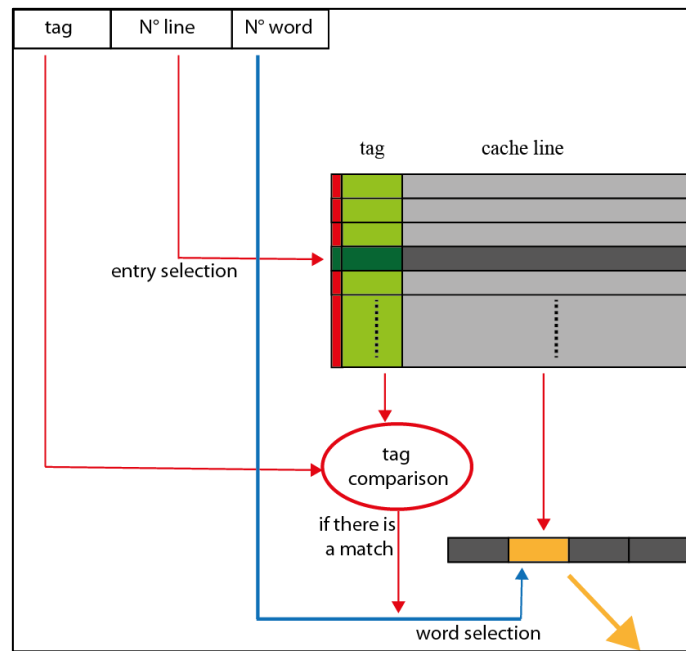 tag N° line N° word
tag cache line
entry selection
tag
comparison
if there is
a match
word selection